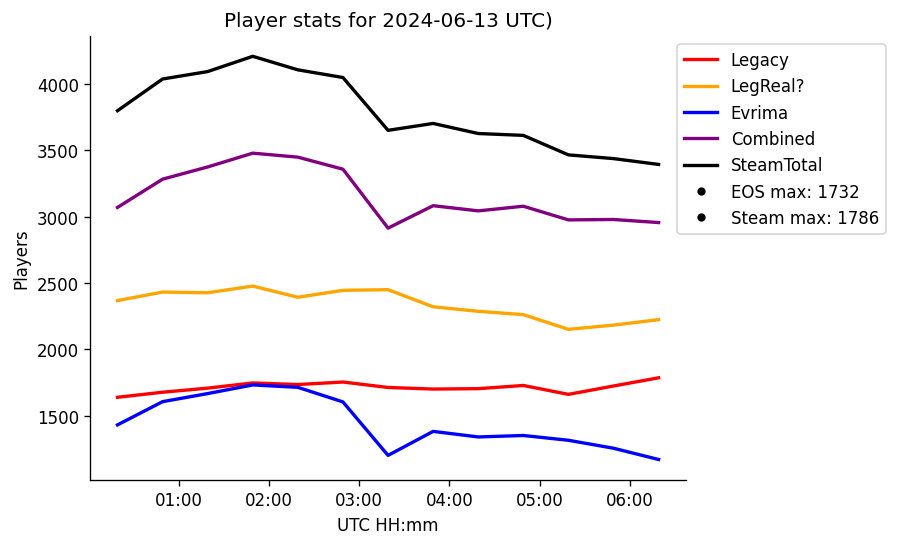 Player stats for 2024-06-13 UTC)
Legacy
LegReal?
Evrima
Combined
SteamTotal
EOS max: 1732
Steam max: 1786
Players
4000
3500
3000
2500
2000
1500
01:00 02:00 03:00 04:00 05:00 06:00
UTC HH:mm